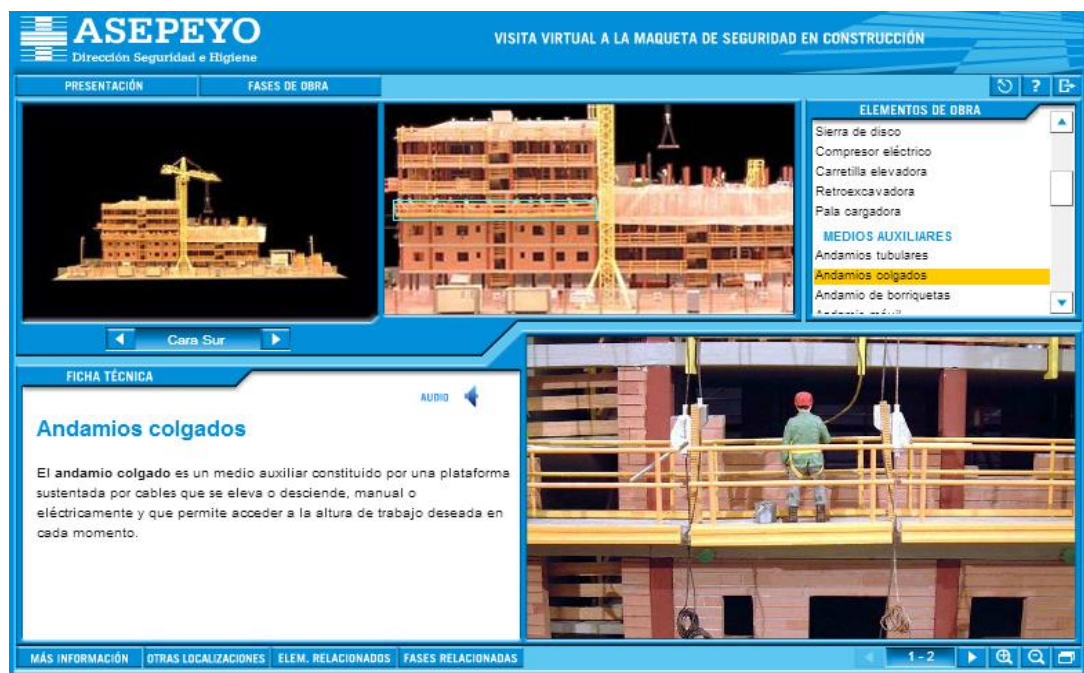 ASEPEYO
Dirección Seguridad e Higiene
VISITA VIRTUAL A LA MAQUETA DE SEGURIDAD EN CONSTRUCCIÓN
PRESENTACIÓN
FASES DE OBRA
?
ELEMENTOS DE OBRA
Sierra de disco
Compresor eléctrico
Carretilla elevadora
Retroexcavadora
Pala cargadora
MEDIOS AUXILIARES
Andamios tubulares
Andamios colgados
Andamio de borriquetas
Cara Sur
FICHA TÉCNICA
AUDIO
Andamios colgados
El andamio colgado es un medio auxiliar constituido por una plataforma
sustentada por cables que se eleva o desciende, manual o
eléctricamente y que permite acceder a la altura de trabajo deseada en
cada momento.
MÁS INFORMACIÓN
OTRAS LOCALIZACIONES
ELEM. RELACIONADOS
FASES RELACIONADAS
1 - 2